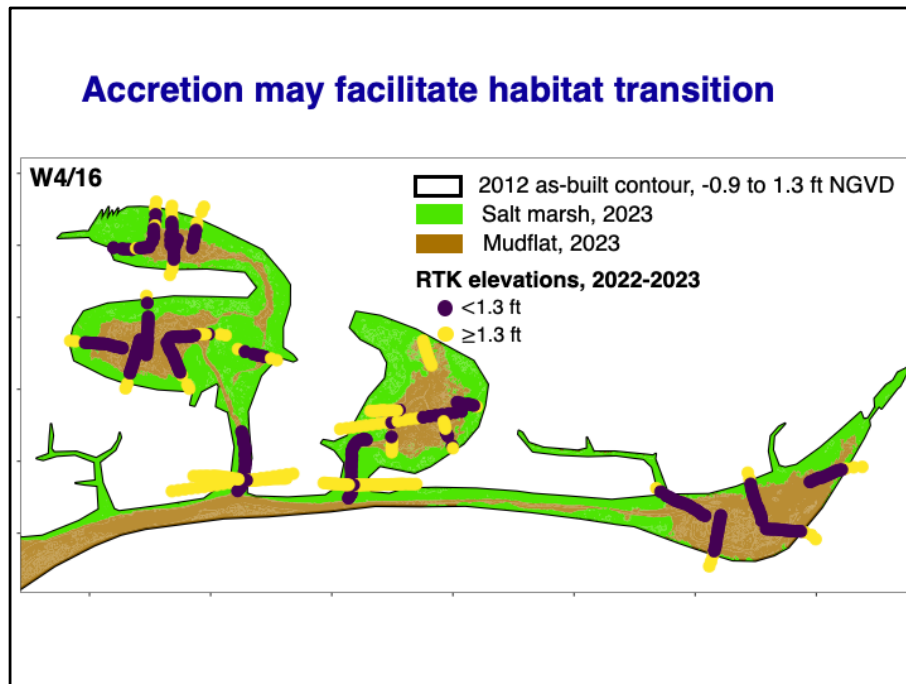 Accretion may facilitate habitat transition
W4/16
2012 as-built contour, -0.9 to 1.3 ft NGVD
Salt marsh, 2023
Mudflat, 2023
RTK elevations, 2022-2023
<1.3 ft
≥1.3 ft